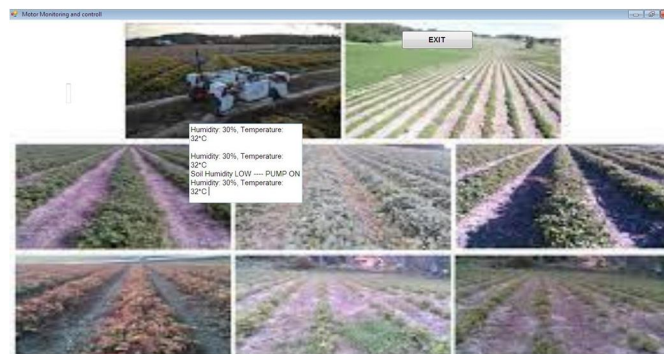 Motor Monitoring and controll
EXIT
Humidity: 30%, Temperature:
32*C
Humidity: 30%, Temperature:
32*C
Soil Humidity LOW ---- PUMP ON
Humidity: 30%, Temperature:
32*C